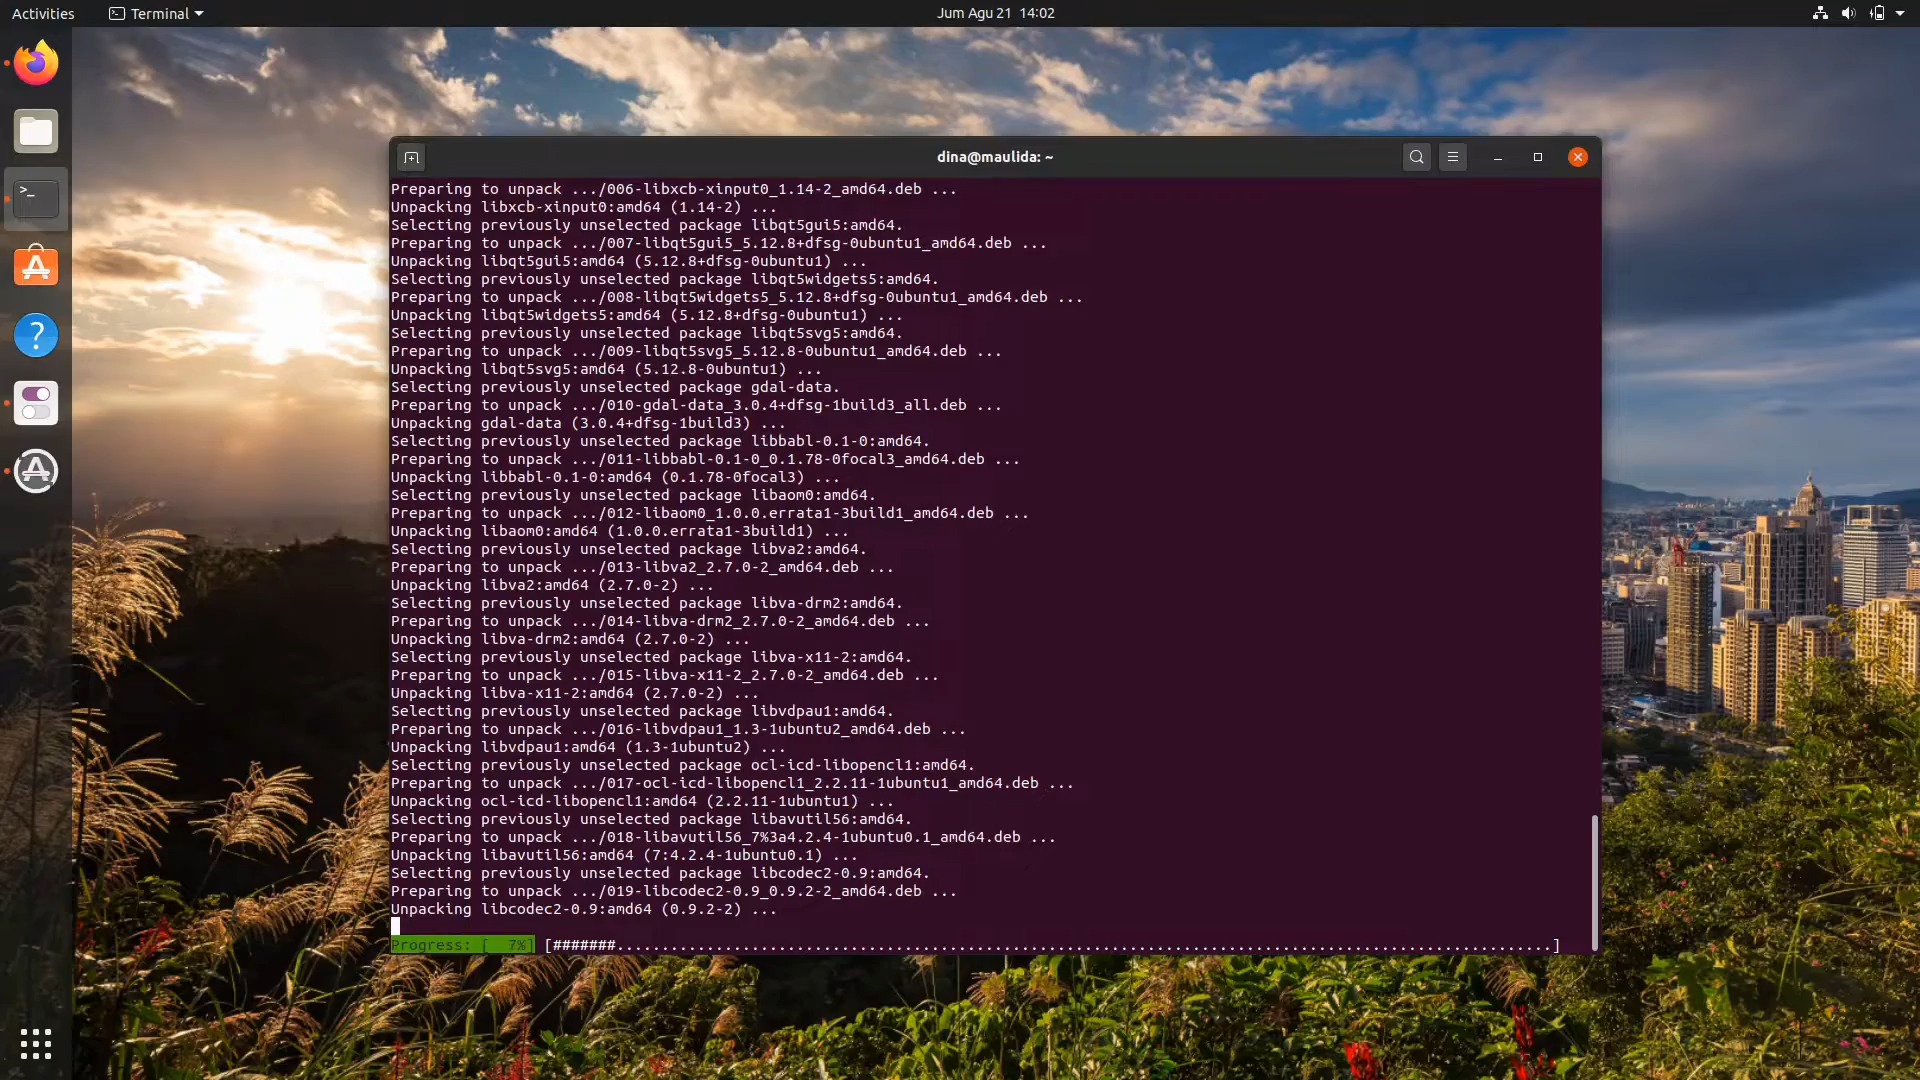 Activities
Terminal
Jum Agu 21 14:02
dina@maulida: ~
Preparing to unpack .../006-libxcb-xinput0_1.14-2_amd64.deb ...
Unpacking libxcb-xinput0:amd64 (1.14-2) ...
Selecting previously unselected package libqt5gui5:amd64.
Preparing to unpack .../007-libqt5gui5_5.12.8+dfsg-0ubuntu1_amd64.deb ...
Unpacking libqt5gui5:amd64 (5.12.8+dfsg-0ubuntu1) ...
Selecting previously unselected package libqt5widgets5:amd64.
Preparing to unpack .../008-libqt5widgets5_5.12.8+dfsg-0ubuntu1_amd64.deb ...
Unpacking libqt5widgets5:amd64 (5.12.8+dfsg-0ubuntu1) ...
Selecting previously unselected package libqt5svg5:amd64.
Preparing to unpack .../009-libqt5svg5_5.12.8-0ubuntu1_amd64.deb ...
Unpacking libqt5svg5:amd64 (5.12.8-0ubuntu1) ...
Selecting previously unselected package gdal-data.
Preparing to unpack .../010-gdal-data_3.0.4+dfsg-1build3_all.deb ...
Unpacking gdal-data (3.0.4+dfsg-1build3) ...
Selecting previously unselected package libbabl-0.1-0:amd64.
Preparing to unpack .../011-libbabl-0.1-0_0.1.78-0focal3_amd64.deb ...
Unpacking libbabl-0.1-0:amd64 (0.1.78-0focal3) ...
Selecting previously unselected package libaom0:amd64.
Preparing to unpack .../012-libaom0_1.0.0.errata1-3build1_amd64.deb ...
Unpacking libaom0:amd64 (1.0.0.errata1-3build1) ...
Selecting previously unselected package libva2:amd64.
Preparing to unpack .../013-libva2_2.7.0-2_amd64.deb ...
Unpacking libva2:amd64 (2.7.0-2) ...
Selecting previously unselected package libva-drm2:amd64.
Preparing to unpack .../014-libva-drm2_2.7.0-2_amd64.deb ...
Unpacking libva-drm2:amd64 (2.7.0-2) ...
Selecting previously unselected package libva-x11-2:amd64.
Preparing to unpack .../015-libva-x11-2_2.7.0-2_amd64.deb ...
Unpacking libva-x11-2:amd64 (2.7.0-2) ...
Selecting previously unselected package libvdpau1:amd64.
Preparing to unpack .../016-libvdpau1_1.3-1ubuntu2_amd64.deb ...
Unpacking libvdpau1:amd64 (1.3-1ubuntu2) ...
Selecting previously unselected package ocl-icd-libopencl1:amd64.
Preparing to unpack .../017-ocl-icd-libopencl1_2.2.11-1ubuntu1_amd64.deb ...
Unpacking ocl-icd-libopencl1:amd64 (2.2.11-1ubuntu1) ...
Selecting previously unselected package libavutil56:amd64.
Preparing to unpack .../018-libavutil56_7%3a4.2.4-1ubuntu0.1_amd64.deb ...
Unpacking libavutil56:amd64 (7:4.2.4-1ubuntu0.1) ...
Selecting previously unselected package libcodec2-0.9:amd64.
Preparing to unpack .../019-libcodec2-0.9_0.9.2-2_amd64.deb ...
Unpacking libcodec2-0.9:amd64 (0.9.2-2) ...
Progress: [  7%] [#######........................................................................................................]